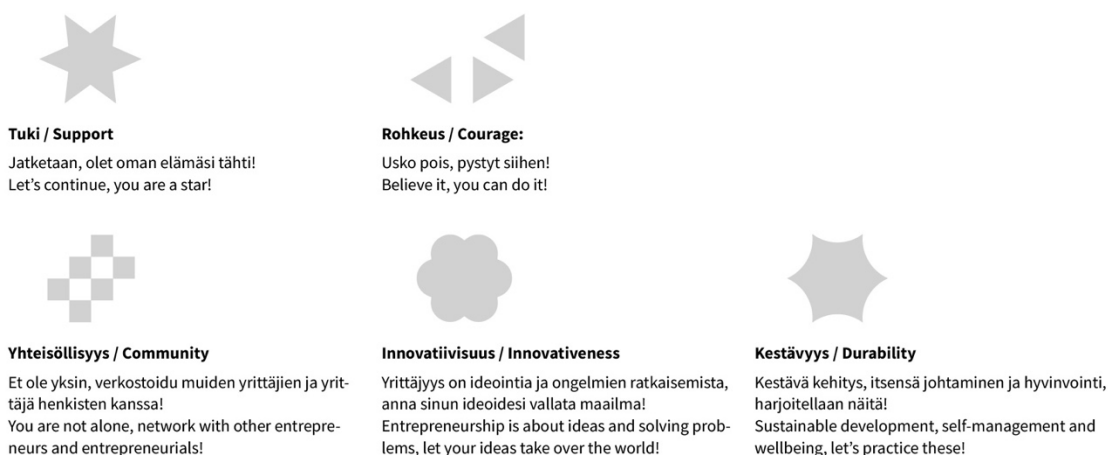 Tuki / Support
Jatketaan, olet oman elämäsi tähti!
Let's continue, you are a star!
Rohkeus / Courage:
Usko pois, pystyt siihen!
Believe it, you can do it!
Yhteisöllisyys / Community
Et ole yksin, verkostoidu muiden yrittäjien ja yrit-
täjä henkisten kanssa!
You are not alone, network with other entrepre-
neurs and entrepreneurials!
Innovatiivisuus / Innovativeness
Yrittäjyys on ideointia ja ongelmien ratkaisemista,
anna sinun ideoidesi vallata maailma!
Entrepreneurship is about ideas and solving prob-
lems, let your ideas take over the world!
Kestävyys / Durability
Kestävä kehitys, itsensä johtaminen ja hyvinvointi,
harjoitellaan näitä!
Sustainable development, self-management and
wellbeing, let's practice these!